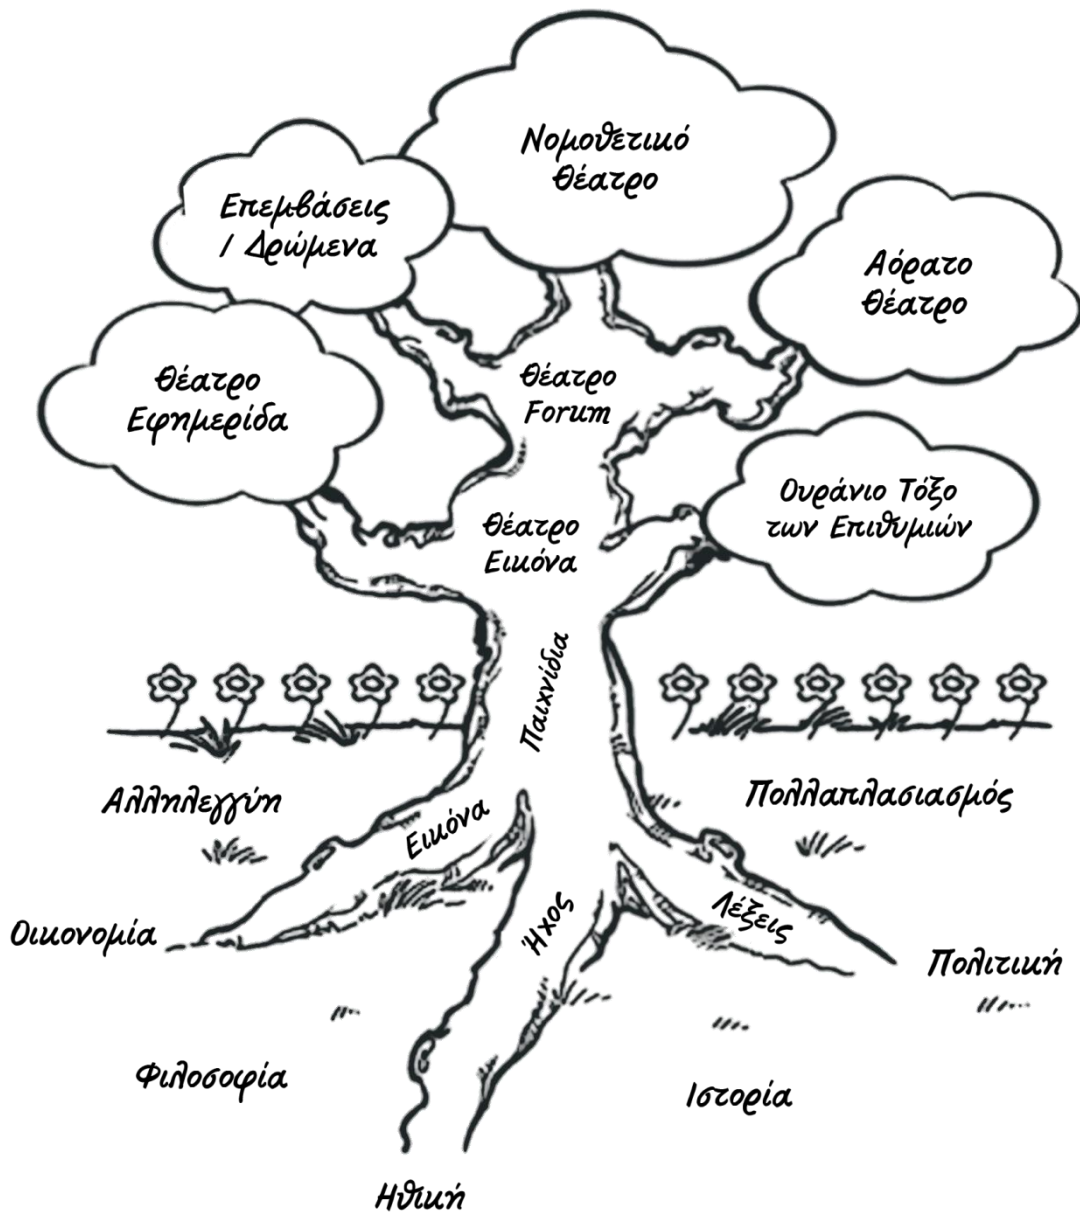 Νομοθετικό
Θέατρο
Επεμβάσεις
/ Δρώμενα
Αόρατο
Θέατρο
Θέατρο
Εφημερίδα
Θέατρο
Forum
Ουράνιο Τόξο
των Επιθυμιών
Θέατρο
Εικόνα
Παιχνίδια
Αλληλεγγύη
Πολλαπλασιασμός
Εικόνα
Ήχος
Λέξεις
Οικονομία
Πολιτική
Φιλοσοφία
Ιστορία
Ηθική